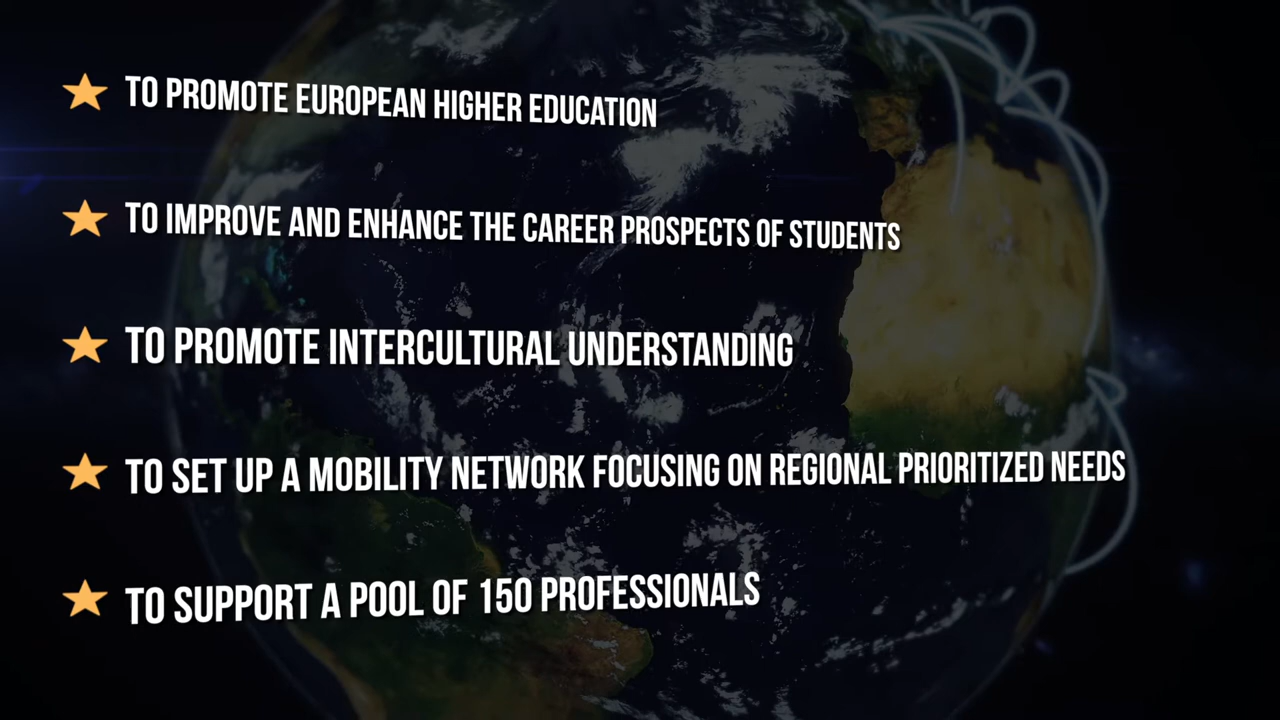 TO PROMOTE EUROPEAN HIGHER EDUCATION
TO IMPROVE AND ENHANCE THE CAREER PROSPECTS OF STUDENTS
TO PROMOTE INTERCULTURAL UNDERSTANDING
TO SET UP A MOBILITY NETWORK FOCUSING ON REGIONAL PRIORITIZED NEEDS
TO SUPPORT A POOL OF 150 PROFESSIONALS